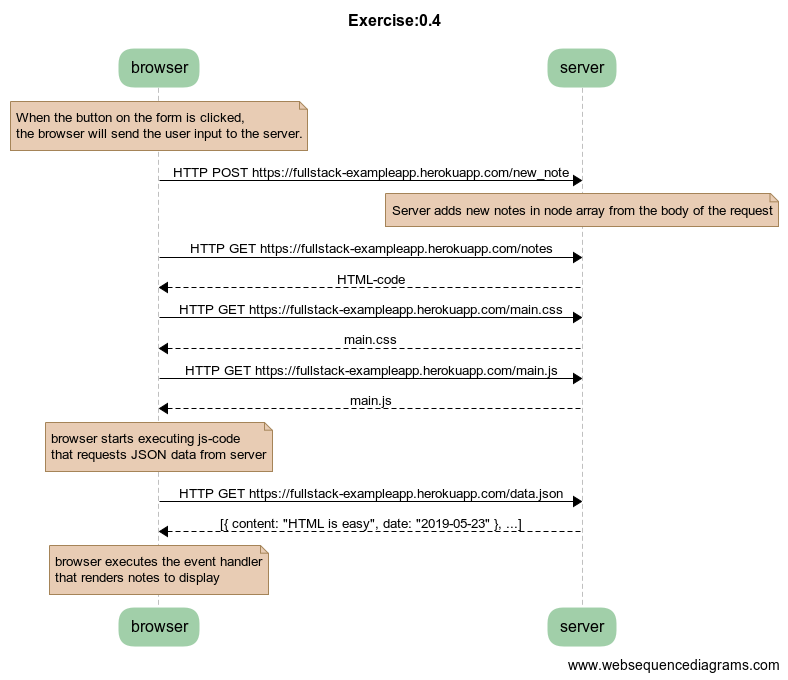 Exercise:0.4
browser
server
When the button on the form is clicked,
the browser will send the user input to the server.
HTTP POST https://fullstack-exampleapp.herokuapp.com/new_note
Server adds new notes in node array from the body of the request
HTTP GET https://fullstack-exampleapp.herokuapp.com/notes
HTML-code
HTTP GET https://fullstack-exampleapp.herokuapp.com/main.css
main.css
HTTP GET https://fullstack-exampleapp.herokuapp.com/main.js
main.js
browser starts executing js-code
that requests JSON data from server
HTTP GET https://fullstack-exampleapp.herokuapp.com/data.json
[{ content: "HTML is easy", date: "2019-05-23" }, ...]
browser executes the event handler
that renders notes to display
browser
server
www.websequencediagrams.com